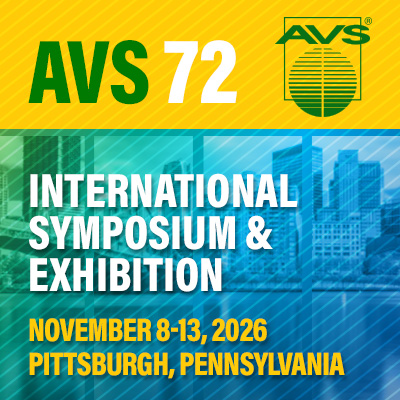 AVS 72
AVS®
INTERNATIONAL
SYMPOSIUM &
EXHIBITION
NOVEMBER 8-13, 2026
PITTSBURGH, PENNSYLVANIA